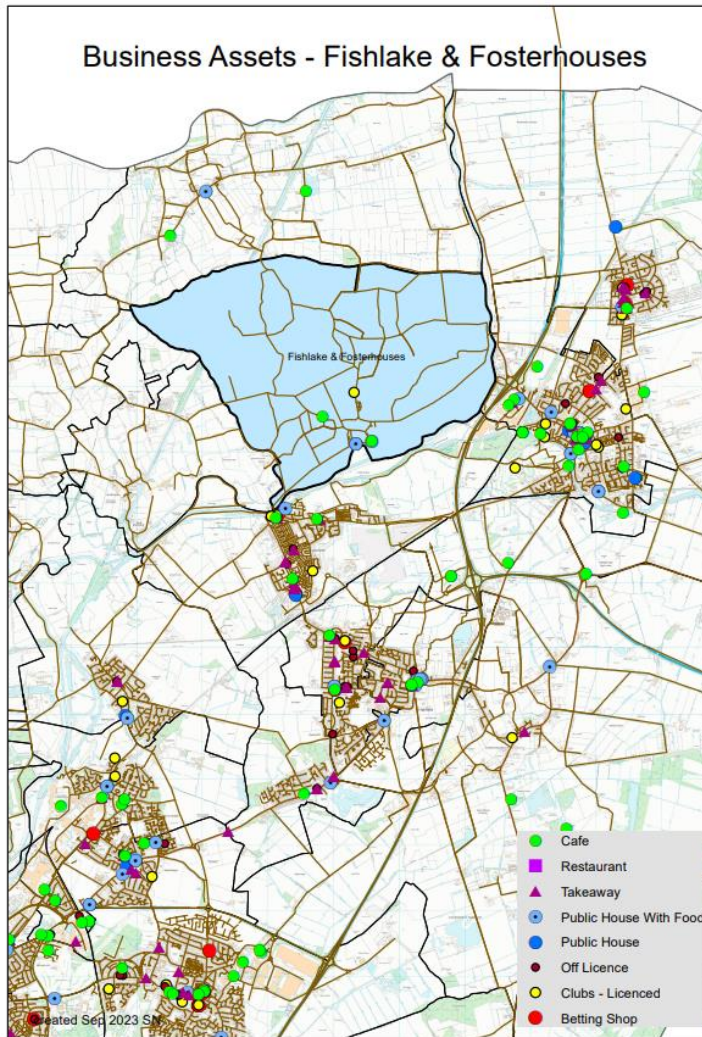 Business Assets - Fishlake & Fosterhouses
Fishlake & Fosterhouses
Cafe
Restaurant
Takeaway
Public House With Food
Public House
Off Licence
Clubs - Licenced
Betting Shop
Created Sep 2023 SN